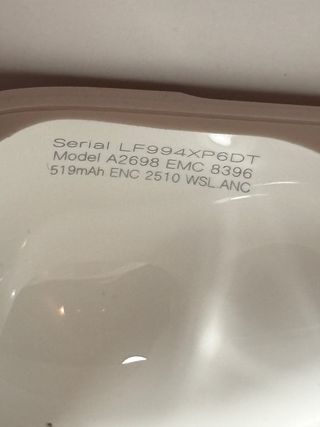 Serial LF994XP6DT
Model A2698 EMC 8396
519mAh ENC 2510 WSL.ANC